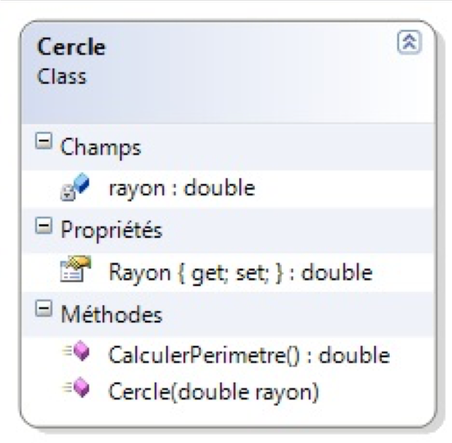 Cercle
Class
Champs
rayon : double
Propriétés
Rayon { get; set; } : double
Méthodes
CalculerPerimetre() : double
Cercle(double rayon)